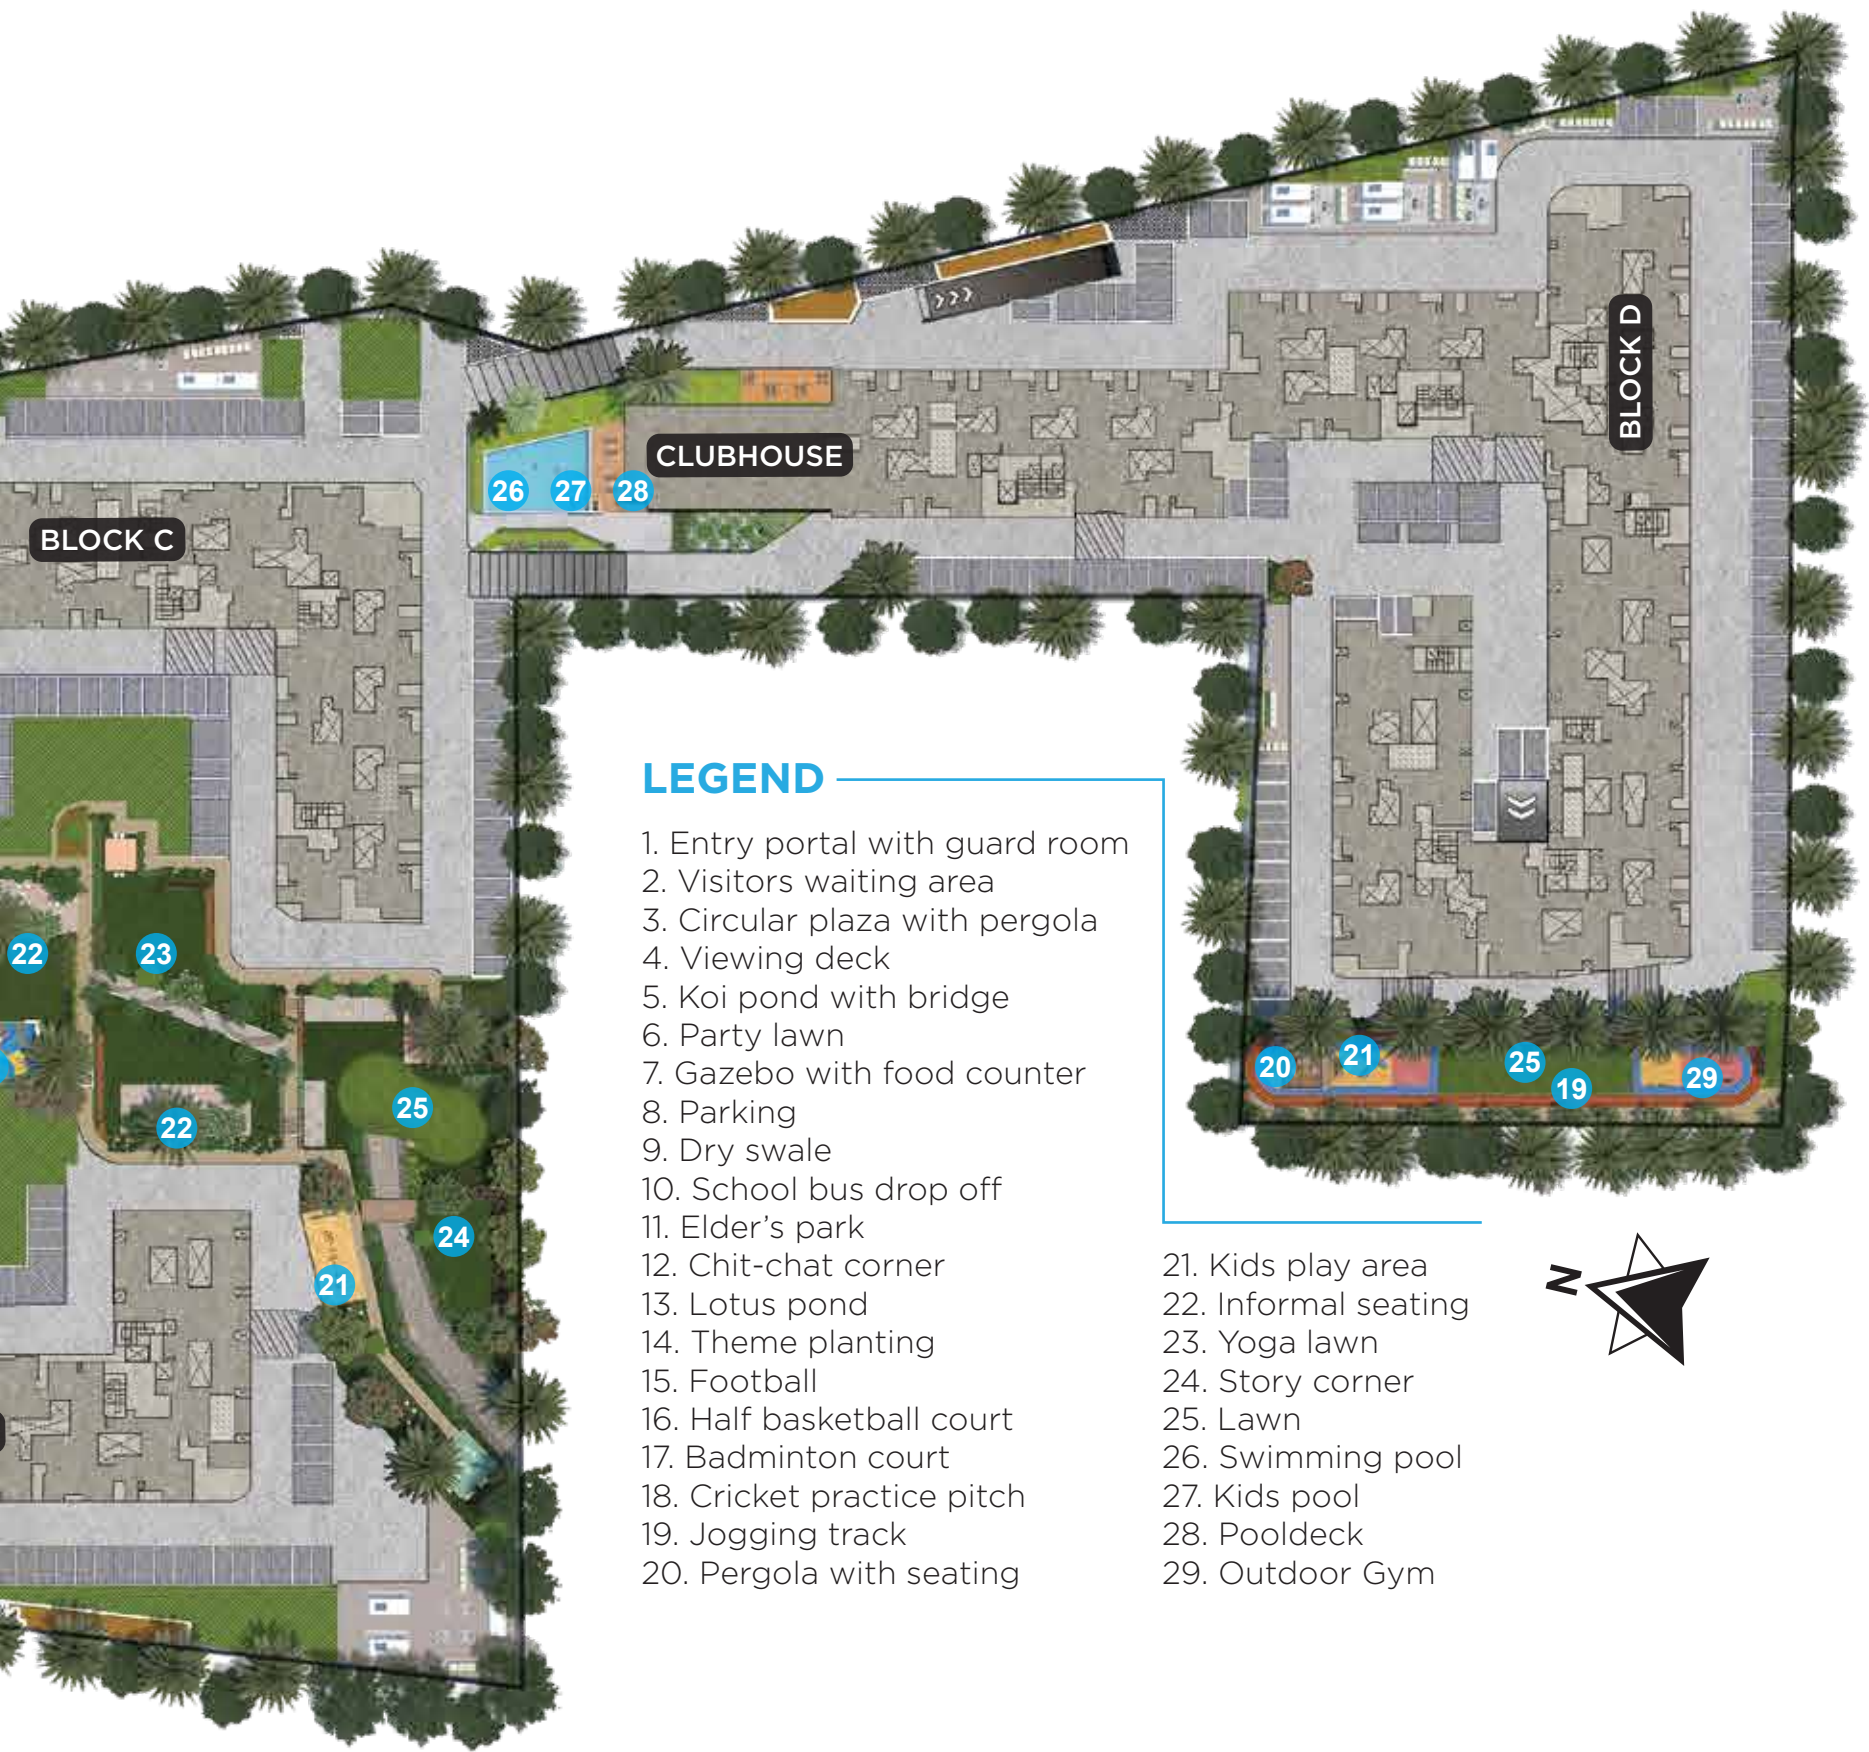 BLOCK D
CLUBHOUSE
26
27
28
BLOCK C
LEGEND
1. Entry portal with guard room
2. Visitors waiting area
3. Circular plaza with pergola
4. Viewing deck
5. Koi pond with bridge
6. Party lawn
7. Gazebo with food counter
8. Parking
9. Dry swale
10. School bus drop off
11. Elder's park
12. Chit-chat corner
13. Lotus pond
14. Theme planting
15. Football
16. Half basketball court
17. Badminton court
18. Cricket practice pitch
19. Jogging track
20. Pergola with seating
21. Kids play area
22. Informal seating
23. Yoga lawn
24. Story corner
25. Lawn
26. Swimming pool
27. Kids pool
28. Pooldeck
29. Outdoor Gym
22
23
25
22
24
21
20
21
25
19
29
N